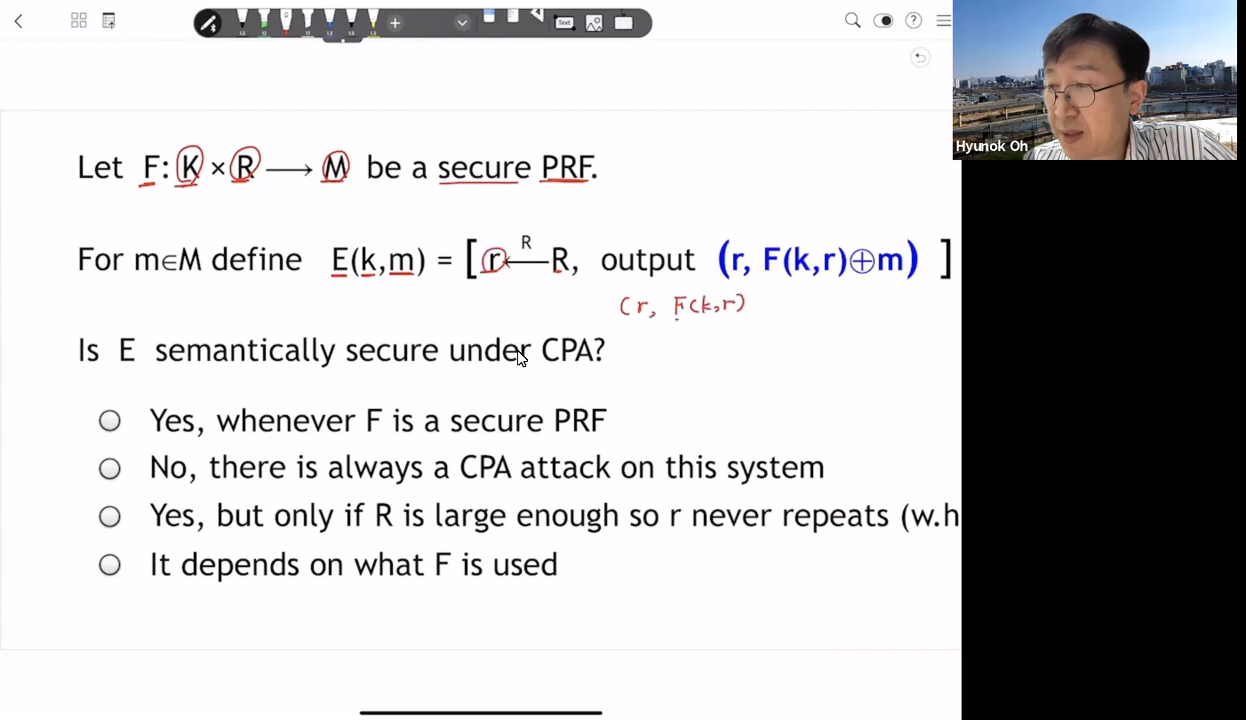 Text
Hyunok Oh
Let F: K × R ⟶ M be a secure PRF.
For m∈M define E(k,m) = [ r ⟵ᴿ R, output (r, F(k,r)⊕m) ]
(r, F(k,r)
Is E semantically secure under CPA?
Yes, whenever F is a secure PRF
No, there is always a CPA attack on this system
Yes, but only if R is large enough so r never repeats (w.h
It depends on what F is used